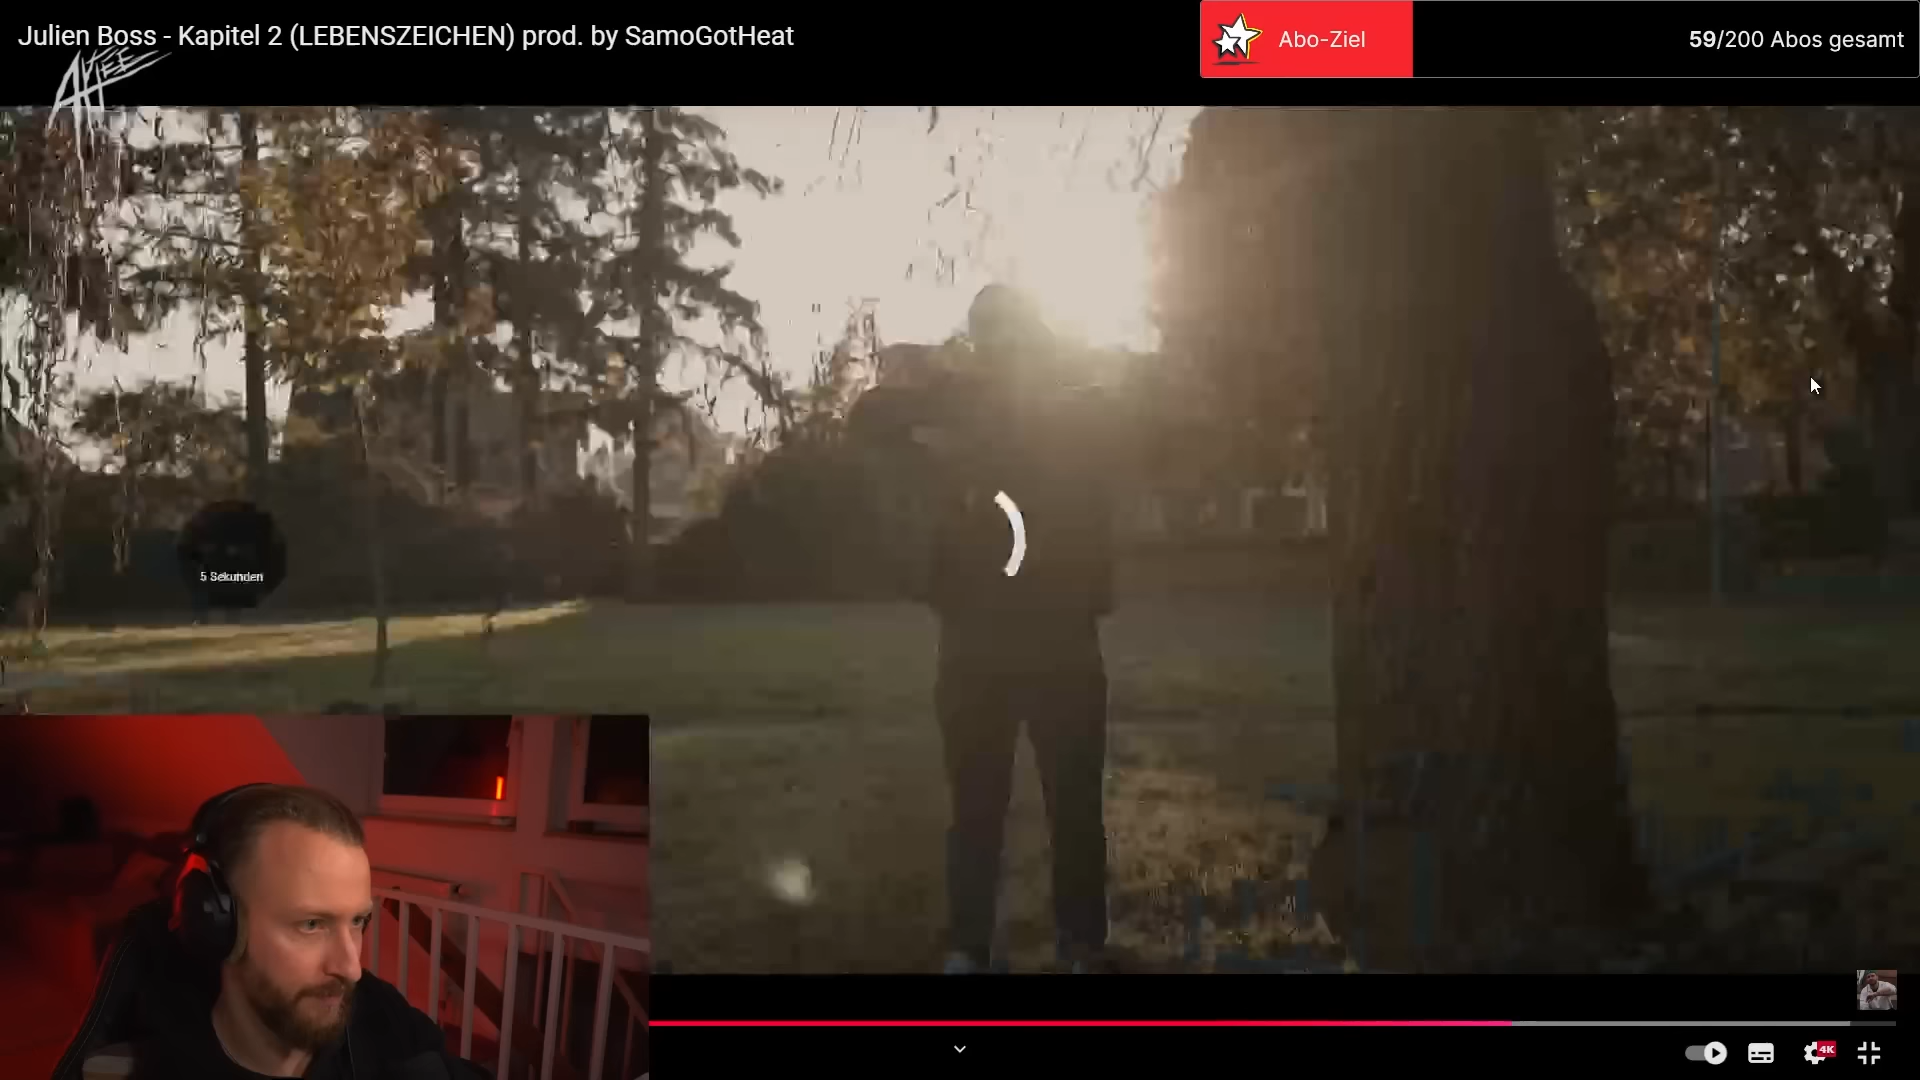 Julien Boss - Kapitel 2 (LEBENSZEICHEN) prod. by SamoGotHeat
Abo-Ziel
59/200 Abos gesamt
5 Sekunden
4K